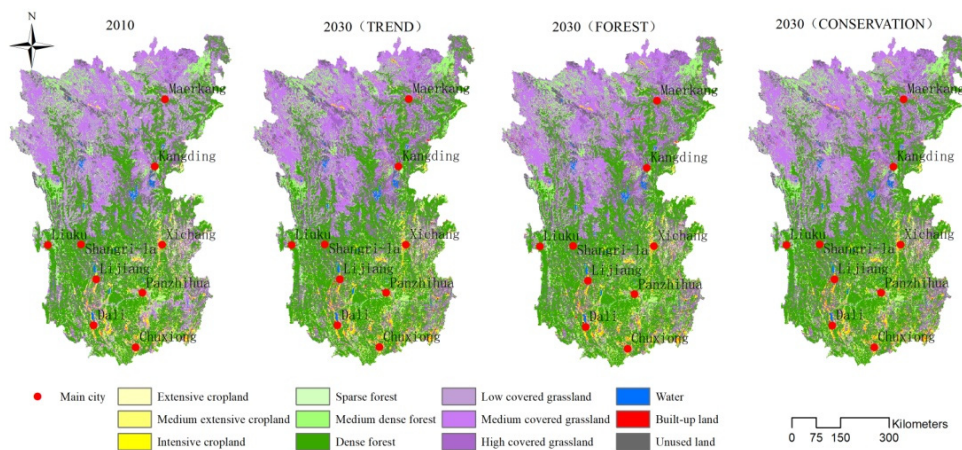 2010
2030 (TREND)
2030 (FOREST)
2030 (CONSERVATION)
N
Maerkang
Kangding
Liuku
Shangri-la
Xichang
Lijiang
Panzhihua
Dali
Chuxiong
Maerkang
Kangding
Liuku
Shangri-la
Xichang
Lijiang
Panzhihua
Dali
Chuxiong
Maerkang
Kangding
Liuku
Shangri-la
Xichang
Lijiang
Panzhihua
Dali
Chuxiong
Maerkang
Kangding
Liuku
Shangri-la
Xichang
Lijiang
Panzhihua
Dali
Chuxiong
Main city
Extensive cropland
Medium extensive cropland
Intensive cropland
Sparse forest
Medium dense forest
Dense forest
Low covered grassland
Medium covered grassland
High covered grassland
Water
Built-up land
Unused land
Kilometers
0 75 150 300